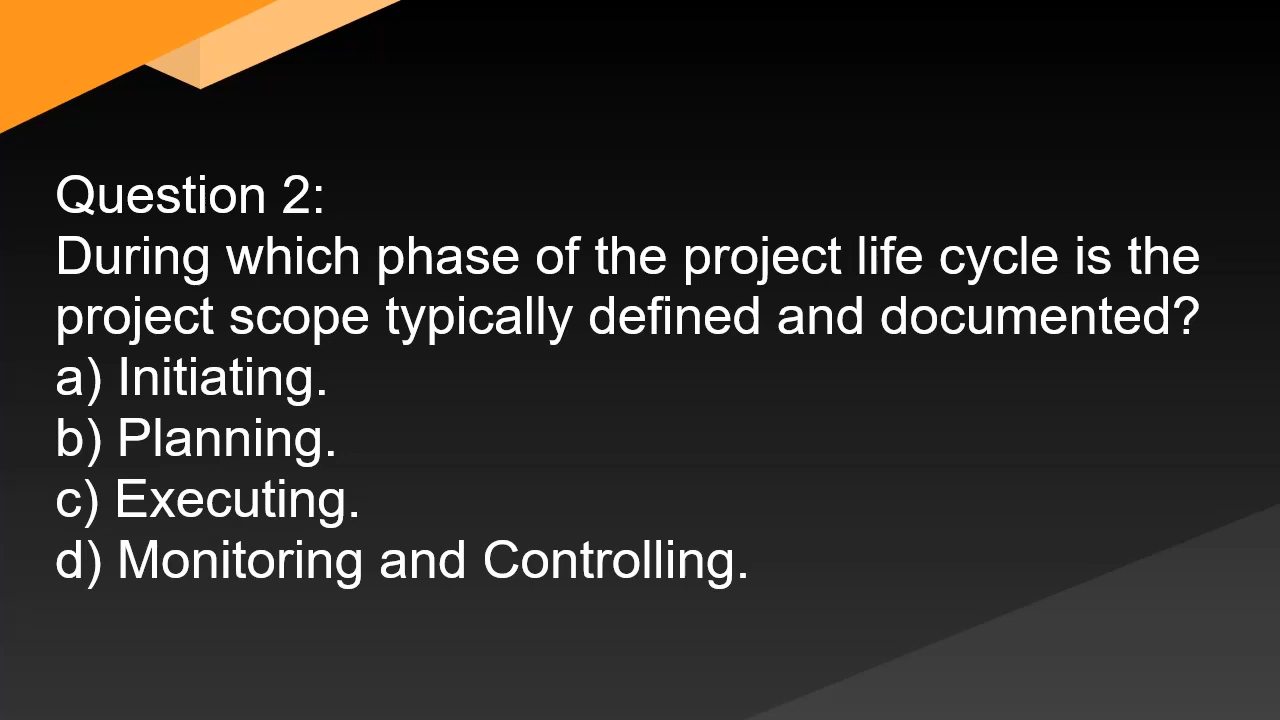 Question 2:
During which phase of the project life cycle is the
project scope typically defined and documented?
a) Initiating.
b) Planning.
c) Executing.
d) Monitoring and Controlling.